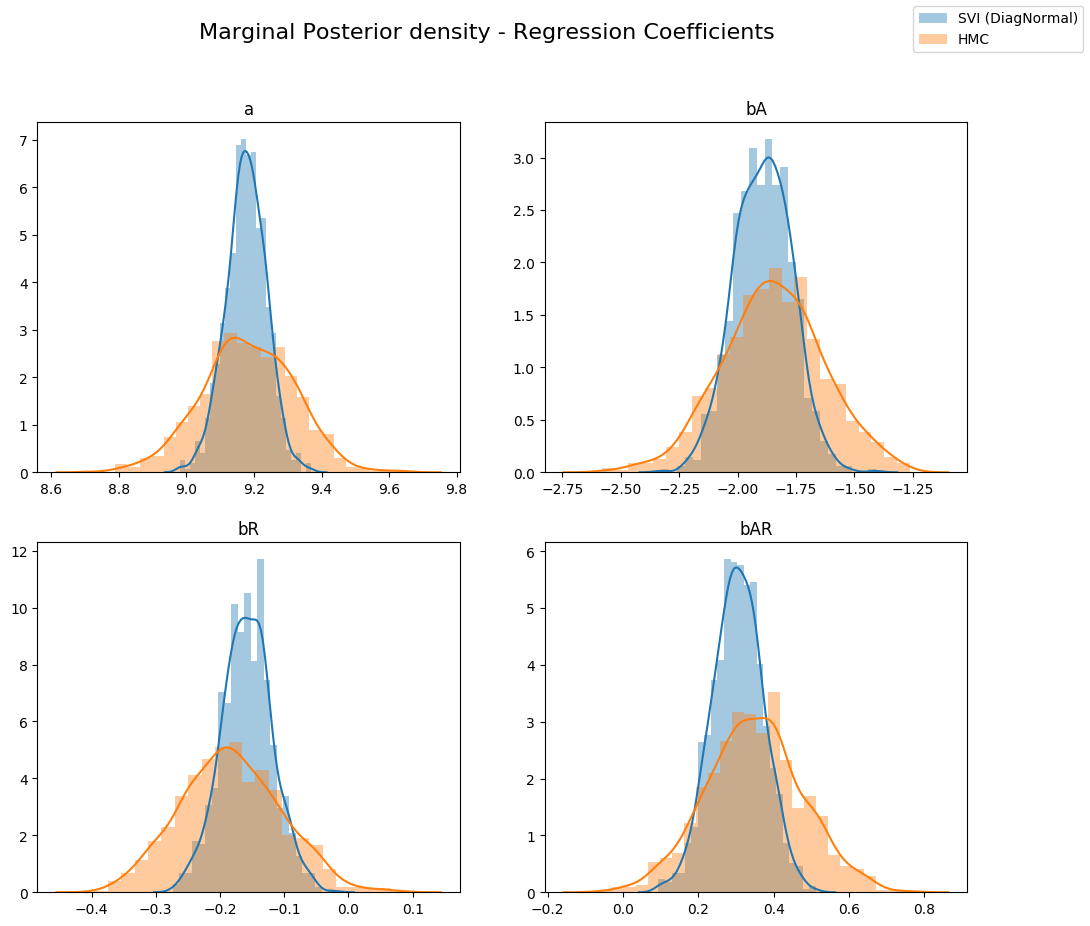 Marginal Posterior density - Regression Coefficients
SVI (DiagNormal)
HMC
a
bA
7
6
5
4
3
2
1
0
8.6 8.8 9.0 9.2 9.4 9.6 9.8
3.0
2.5
2.0
1.5
1.0
0.5
0.0
−2.75 −2.50 −2.25 −2.00 −1.75 −1.50 −1.25
bR
bAR
12
10
8
6
4
2
0
−0.4 −0.3 −0.2 −0.1 0.0 0.1
6
5
4
3
2
1
0
−0.2 0.0 0.2 0.4 0.6 0.8